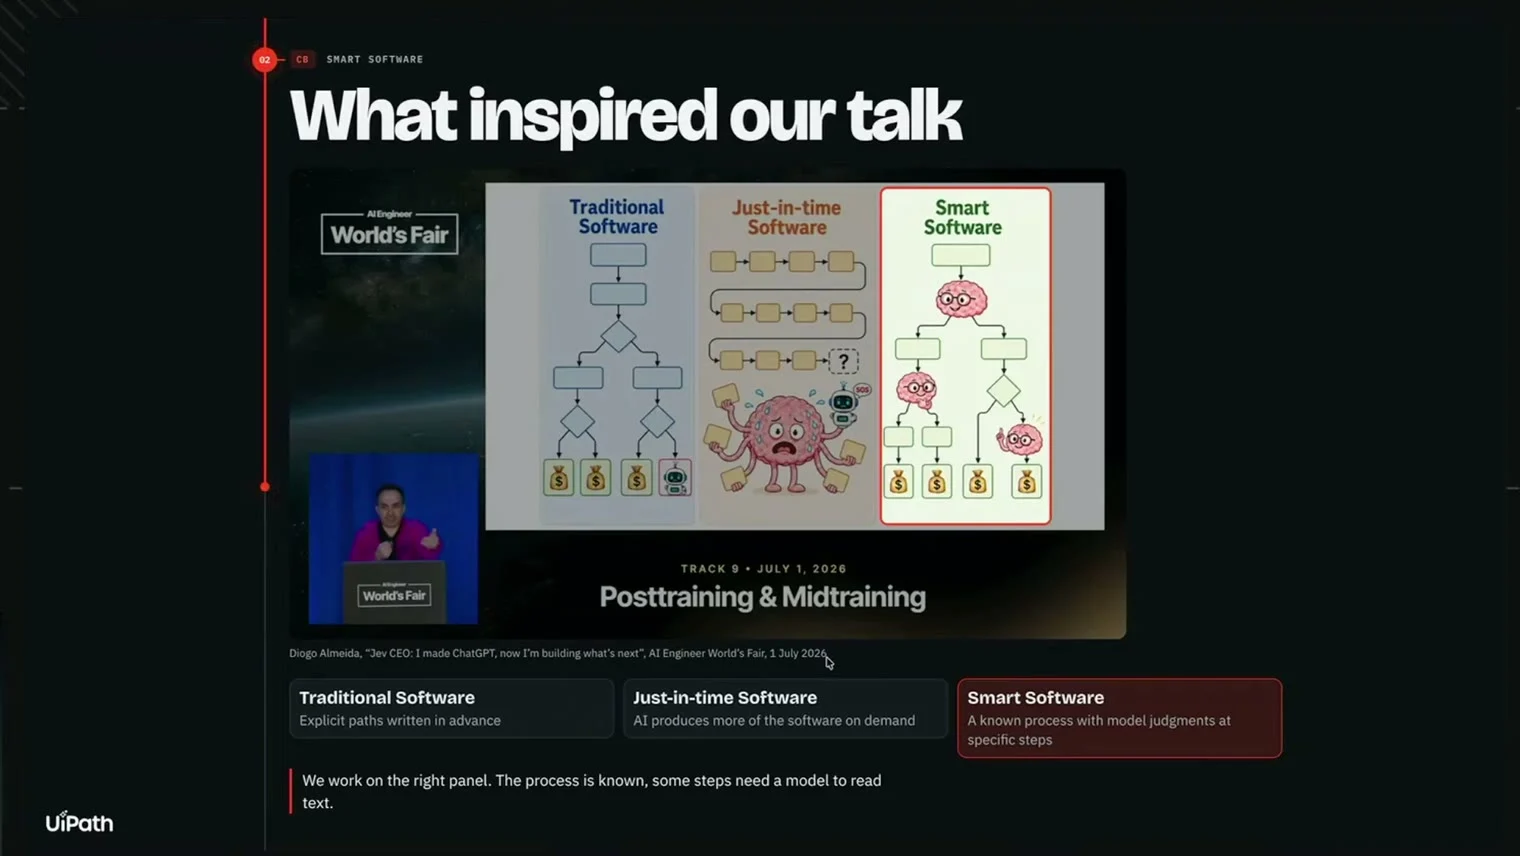 02
C8 SMART SOFTWARE
What inspired our talk
AI Engineer
World's Fair
Traditional
Software
Just-in-time
Software
?
SOS
Smart
Software
$ $ $
$ $ $ $
AI Engineer
World's Fair
TRACK 9 • JULY 1, 2026
Posttraining & Midtraining
Diogo Almeida, “Jev CEO: I made ChatGPT, now I'm building what's next”, AI Engineer World's Fair, 1 July 2026
Traditional Software
Explicit paths written in advance
Just-in-time Software
AI produces more of the software on demand
Smart Software
A known process with model judgments at
specific steps
We work on the right panel. The process is known, some steps need a model to read
text.
UiPath